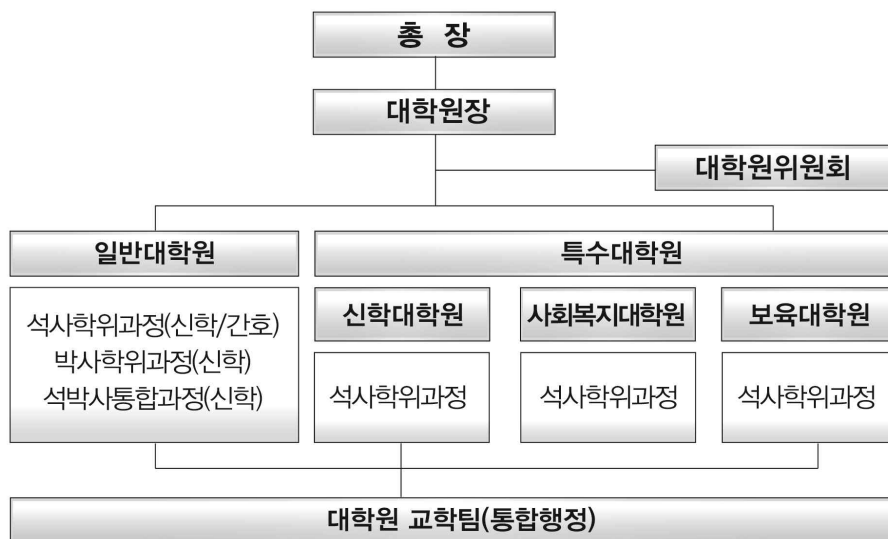 총 장
대학원장
대학원위원회
일반대학원
특수대학원
석사학위과정(신학/간호)
박사학위과정(신학)
석박사통합과정(신학)
신학대학원
사회복지대학원
보육대학원
석사학위과정
석사학위과정
석사학위과정
대학원 교학팀(통합행정)